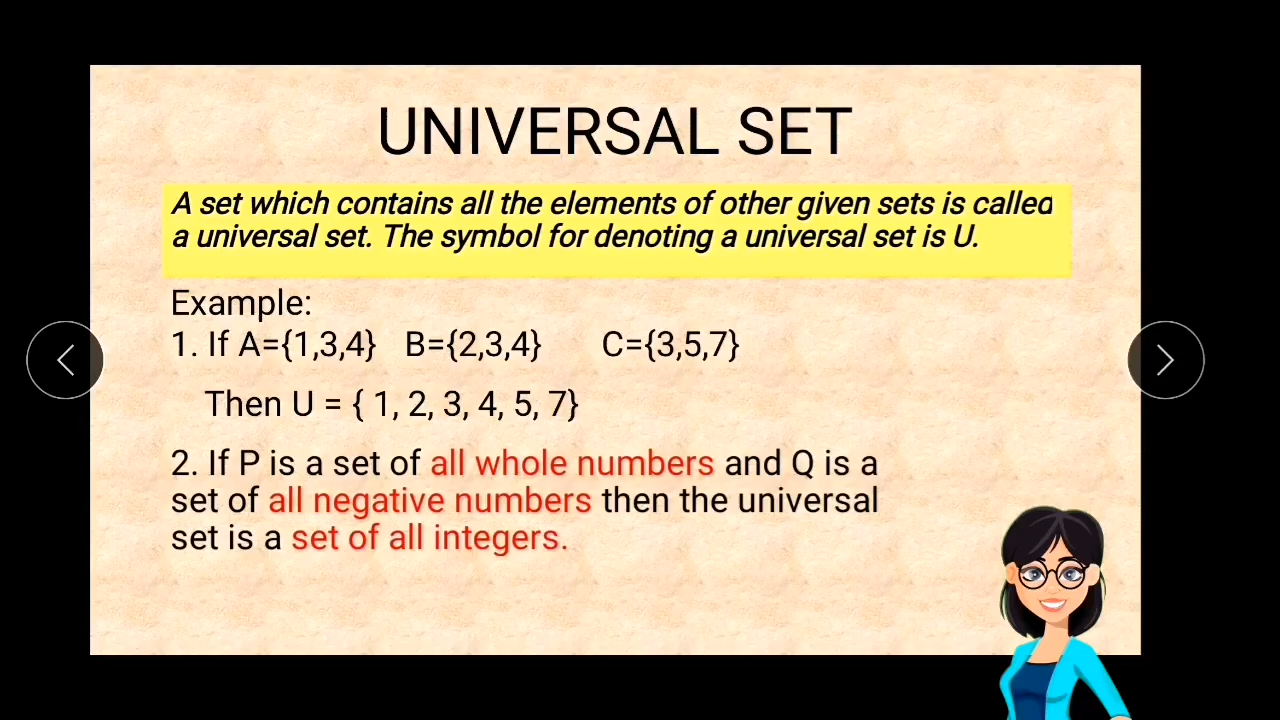 UNIVERSAL SET
A set which contains all the elements of other given sets is called
a universal set. The symbol for denoting a universal set is U.
Example:
1. If A={1,3,4} B={2,3,4} C={3,5,7}
Then U = { 1, 2, 3, 4, 5, 7}
2. If P is a set of all whole numbers and Q is a
set of all negative numbers then the universal
set is a set of all integers.